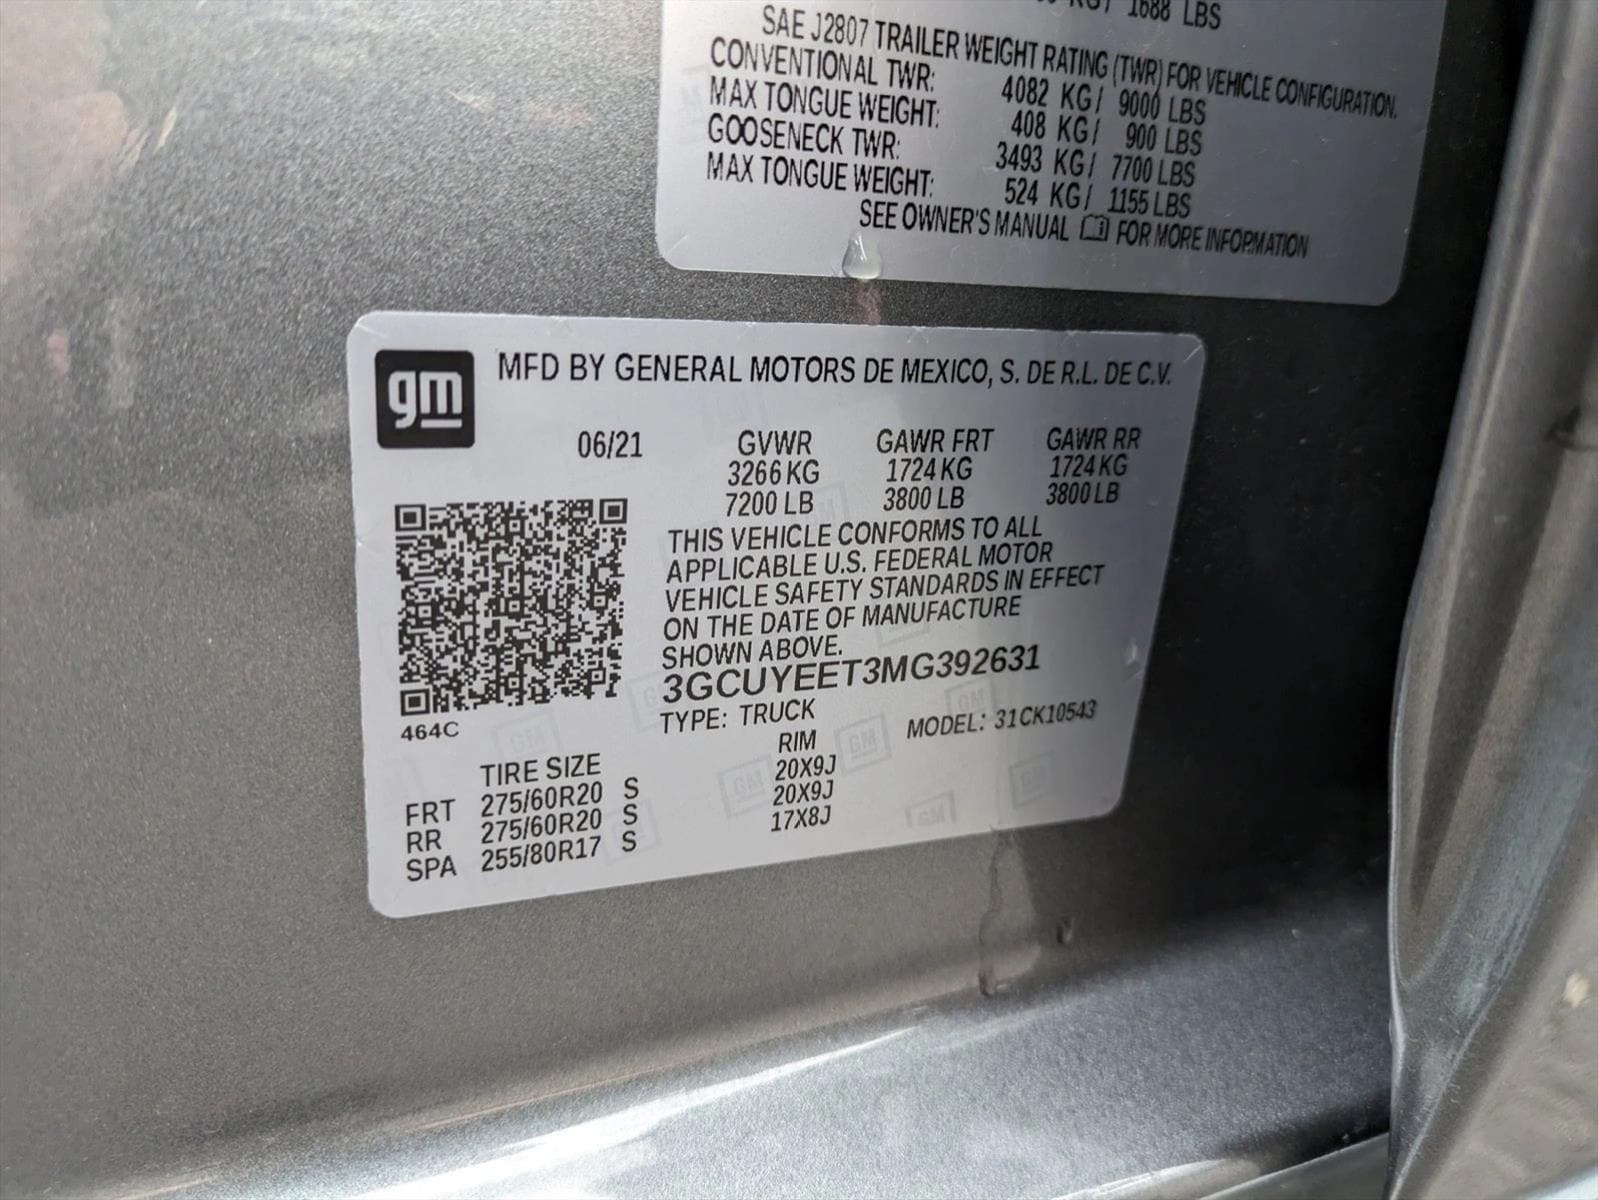 KG/ 1688 LBS
SAE J2807 TRAILER WEIGHT RATING (TWR) FOR VEHICLE CONFIGURATION.
CONVENTIONAL TWR: 4082 KG/ 9000 LBS
MAX TONGUE WEIGHT: 408 KG/ 900 LBS
GOOSENECK TWR: 3493 KG/ 7700 LBS
MAX TONGUE WEIGHT: 524 KG/ 1155 LBS
SEE OWNER'S MANUAL FOR MORE INFORMATION
gm
MFD BY GENERAL MOTORS DE MEXICO, S. DE R.L. DE C.V.
06/21 GVWR GAWR FRT GAWR RR
3266 KG 1724 KG 1724 KG
7200 LB 3800 LB 3800 LB
THIS VEHICLE CONFORMS TO ALL
APPLICABLE U.S. FEDERAL MOTOR
VEHICLE SAFETY STANDARDS IN EFFECT
ON THE DATE OF MANUFACTURE
SHOWN ABOVE.
3GCUYEET3MG392631
464C
TYPE: TRUCK MODEL: 31CK10543
TIRE SIZE RIM
FRT 275/60R20 S 20X9J
RR 275/60R20 S 20X9J
SPA 255/80R17 S 17X8J